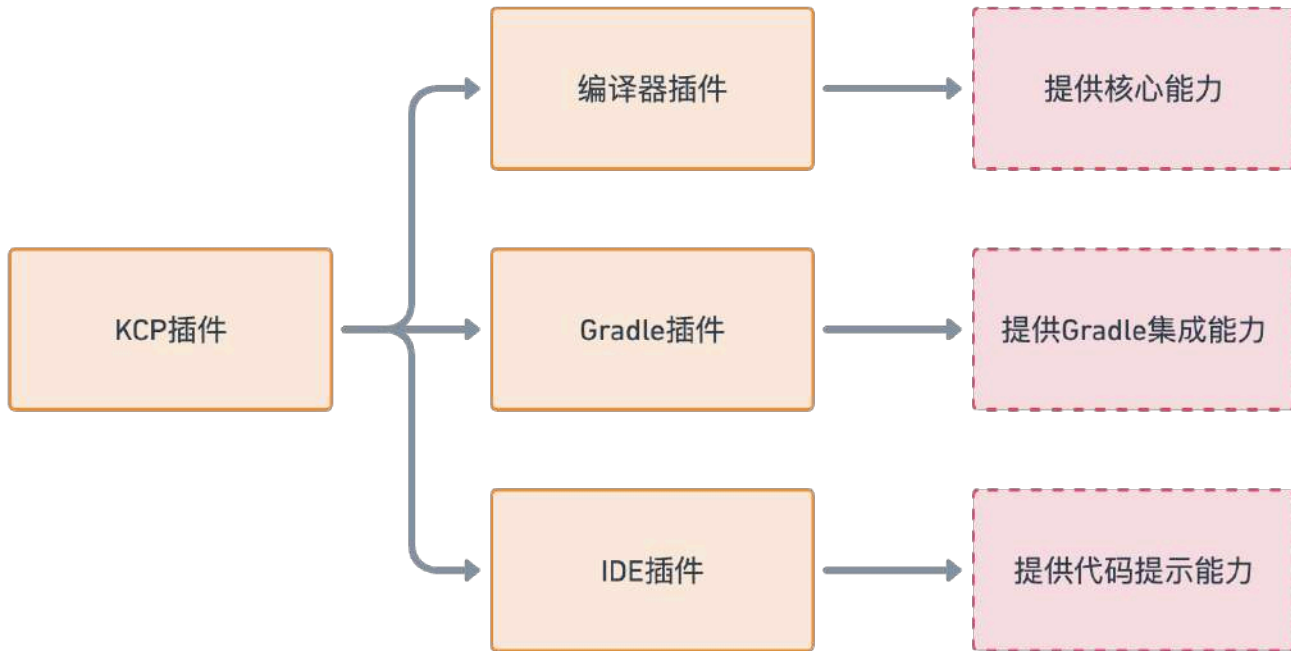 编译器插件
提供核心能力
KCP插件
Gradle插件
提供Gradle集成能力
IDE插件
提供代码提示能力